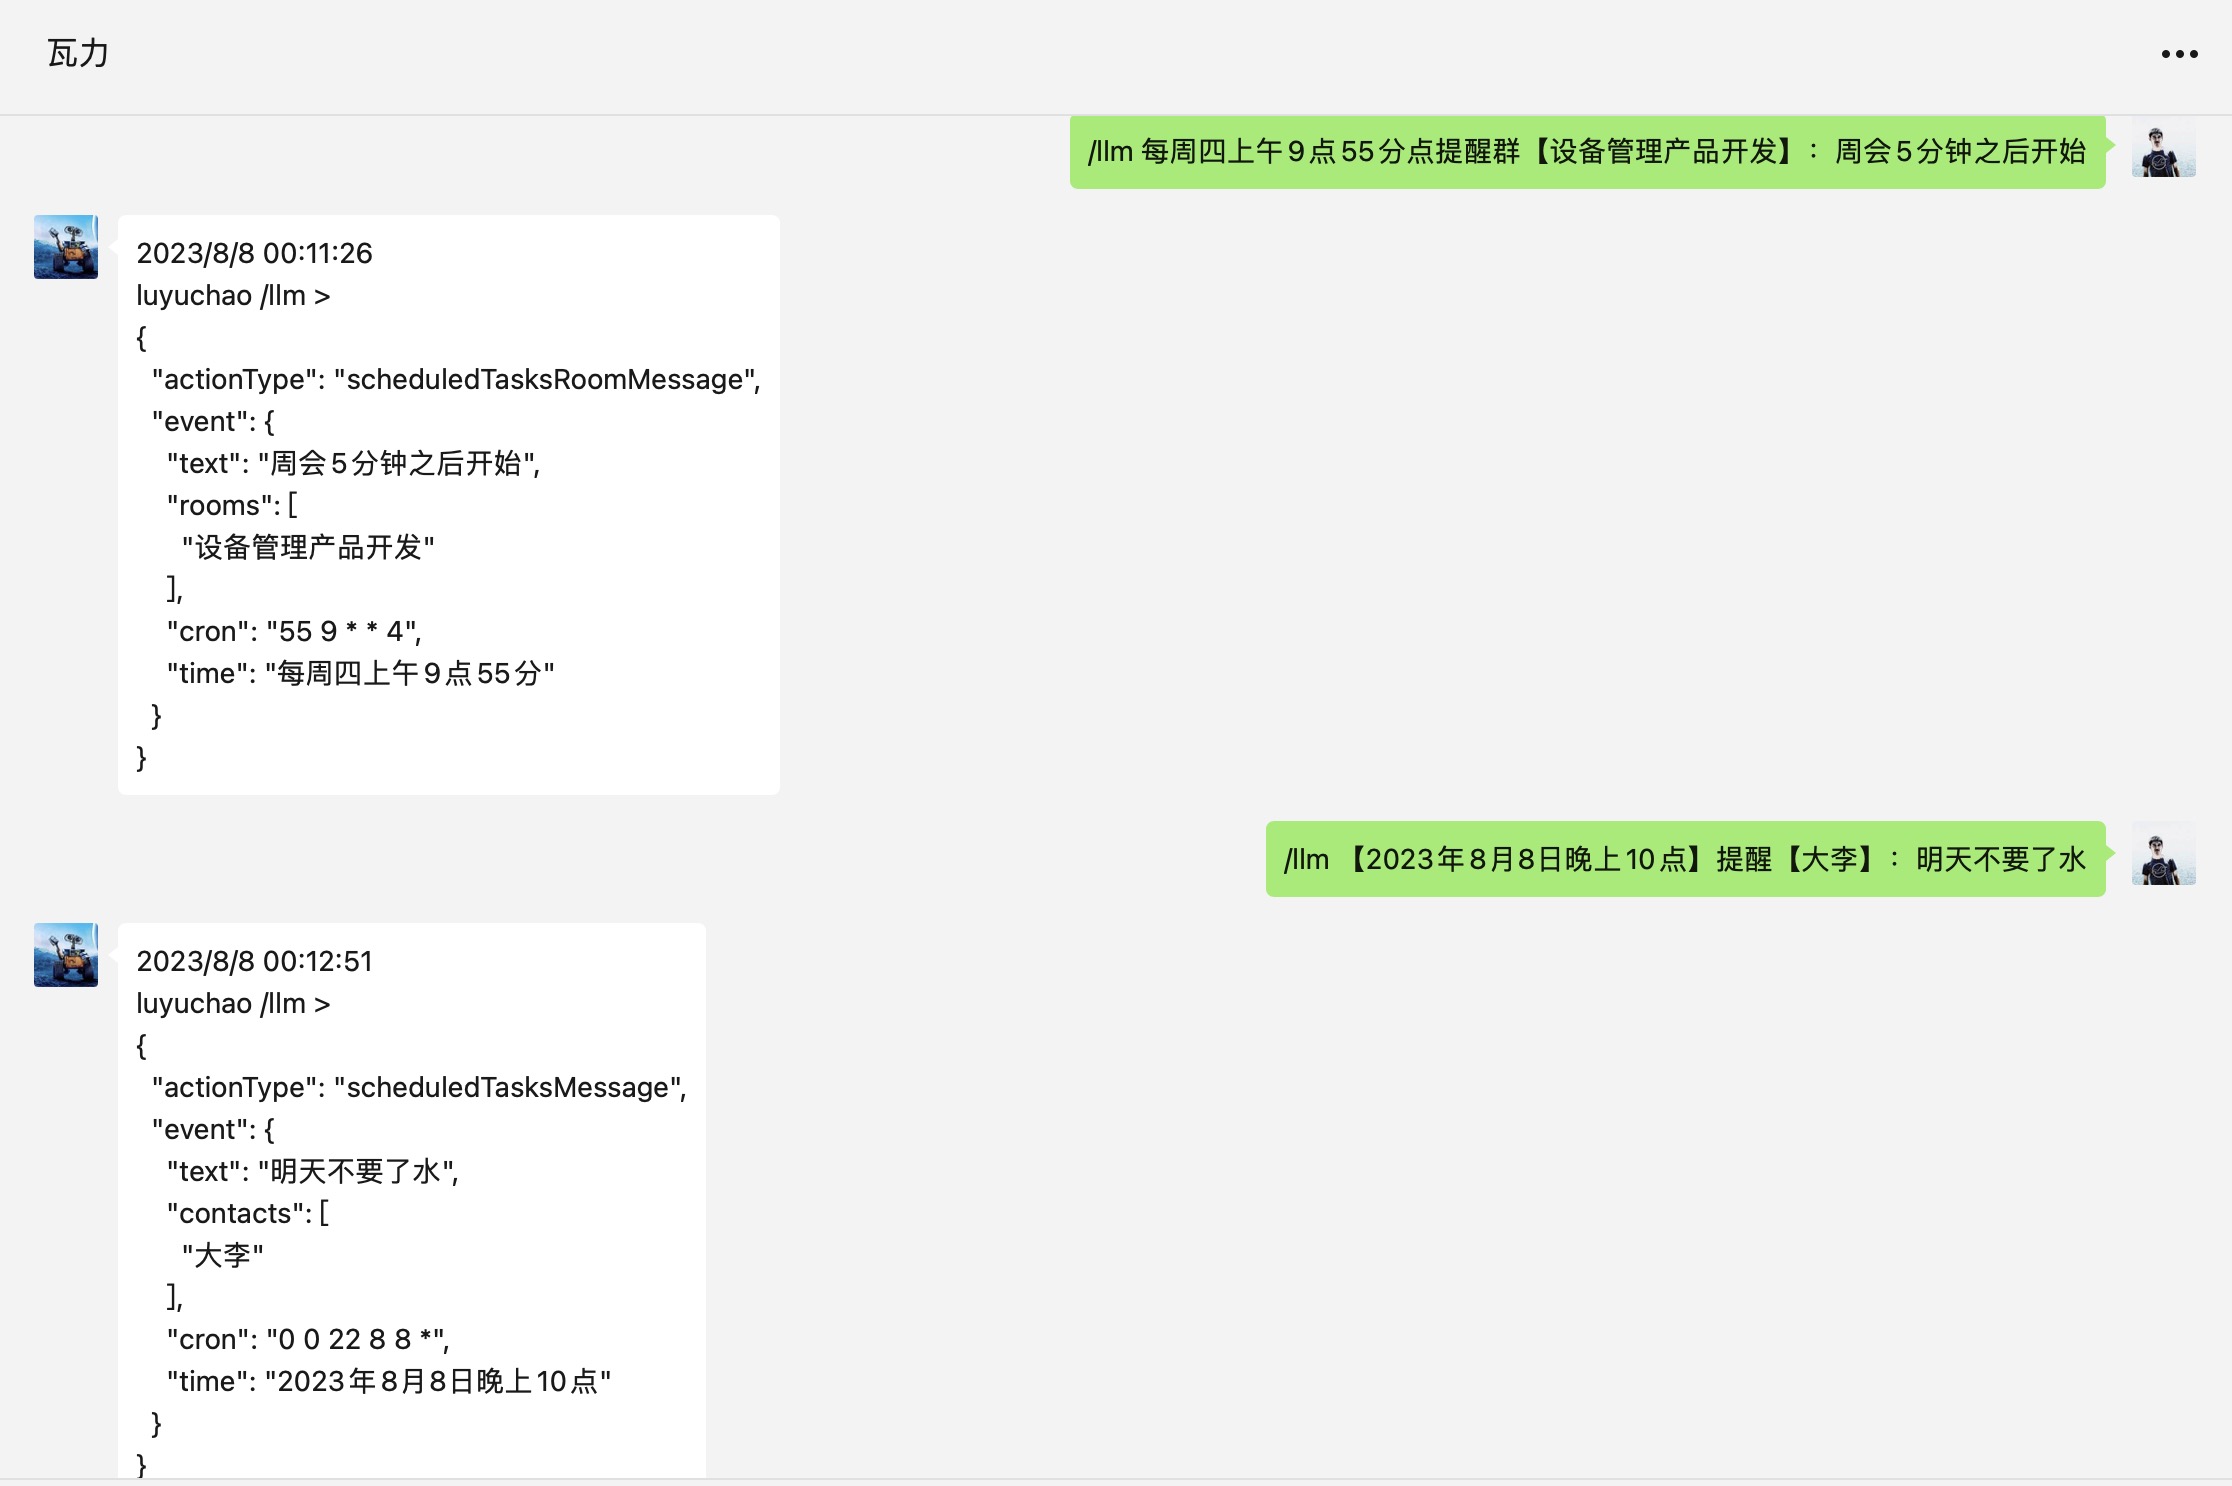 瓦力
/llm 每周四上午9点55分点提醒群【设备管理产品开发】：周会5分钟之后开始
2023/8/8 00:11:26
luyuchao /llm >
{
"actionType": "scheduledTasksRoomMessage",
"event": {
"text": "周会5分钟之后开始",
"rooms": [
"设备管理产品开发"
],
"cron": "55 9 * * 4",
"time": "每周四上午9点55分"
}
}
/llm 【2023年8月8日晚上10点】提醒【大李】：明天不要了水
2023/8/8 00:12:51
luyuchao /llm >
{
"actionType": "scheduledTasksMessage",
"event": {
"text": "明天不要了水",
"contacts": [
"大李"
],
"cron": "0 0 22 8 8 *",
"time": "2023年8月8日晚上10点"
}
}